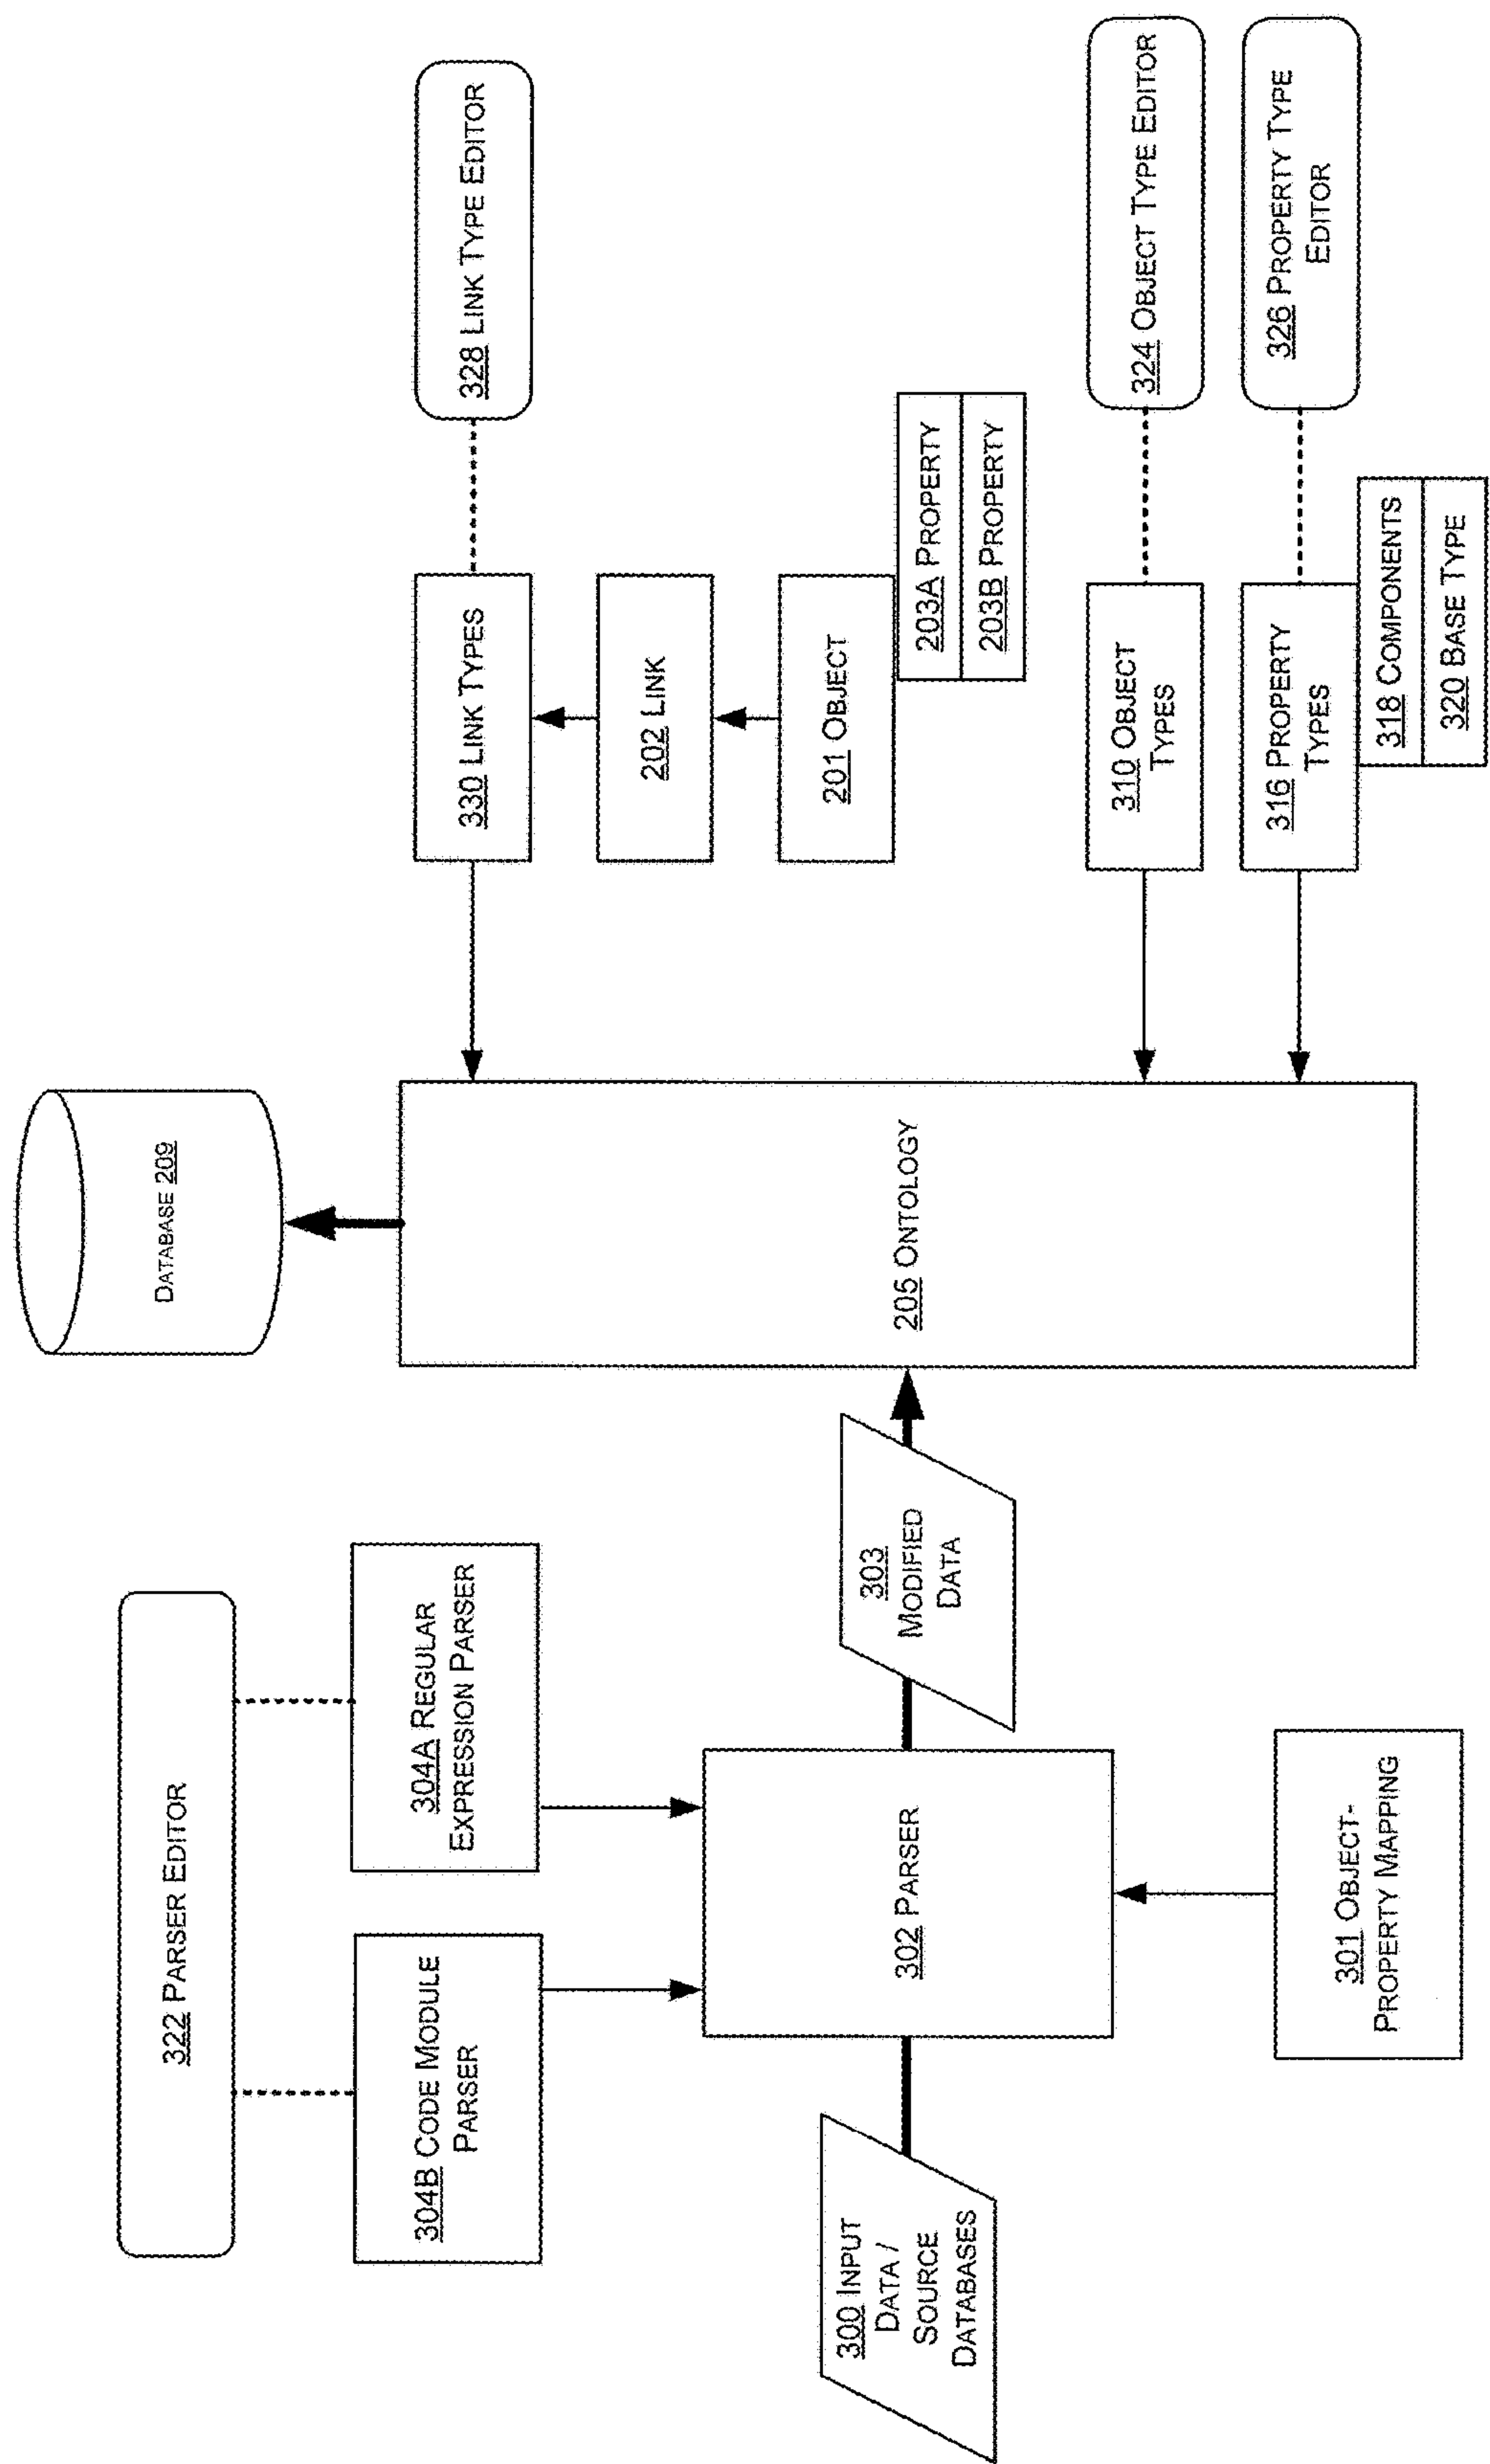 322 PARSER EDITOR
304B CODE MODULE
PARSER
304A REGULAR
EXPRESSION PARSER
300 INPUT
DATA /
SOURCE
DATABASES
302 PARSER
303
MODIFIED
DATA
301 OBJECT-
PROPERTY MAPPING
DATABASE 209
205 ONTOLOGY
330 LINK TYPES
328 LINK TYPE EDITOR
202 LINK
201 OBJECT
203A PROPERTY
203B PROPERTY
310 OBJECT
TYPES
324 OBJECT TYPE EDITOR
316 PROPERTY
TYPES
326 PROPERTY TYPE
EDITOR
318 COMPONENTS
320 BASE TYPE